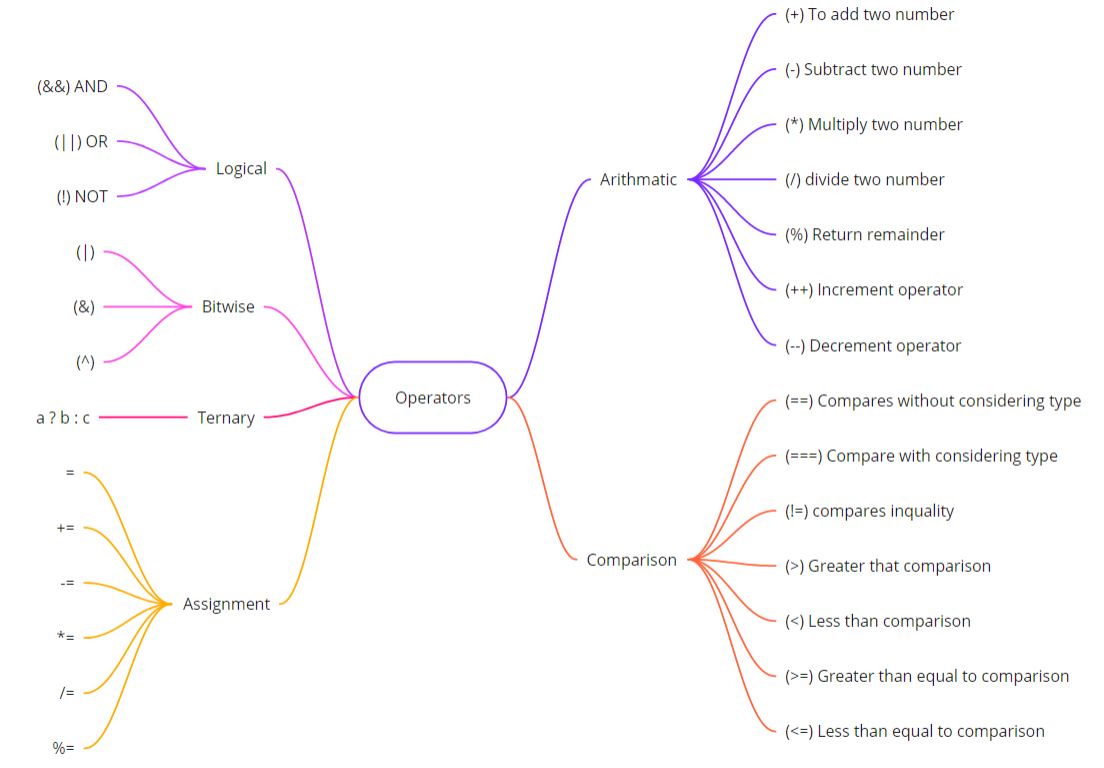 Operators
Logical
(&&) AND
(||) OR
(!) NOT
Bitwise
(|)
(&)
(^)
Ternary
a ? b : c
Assignment
=
+=
-=
*=
/=
%=
Arithmatic
(+) To add two number
(-) Subtract two number
(*) Multiply two number
(/) divide two number
(%) Return remainder
(++) Increment operator
(--) Decrement operator
Comparison
(==) Compares without considering type
(===) Compare with considering type
(!=) compares inquality
(>) Greater that comparison
(<) Less than comparison
(>=) Greater than equal to comparison
(<=) Less than equal to comparison